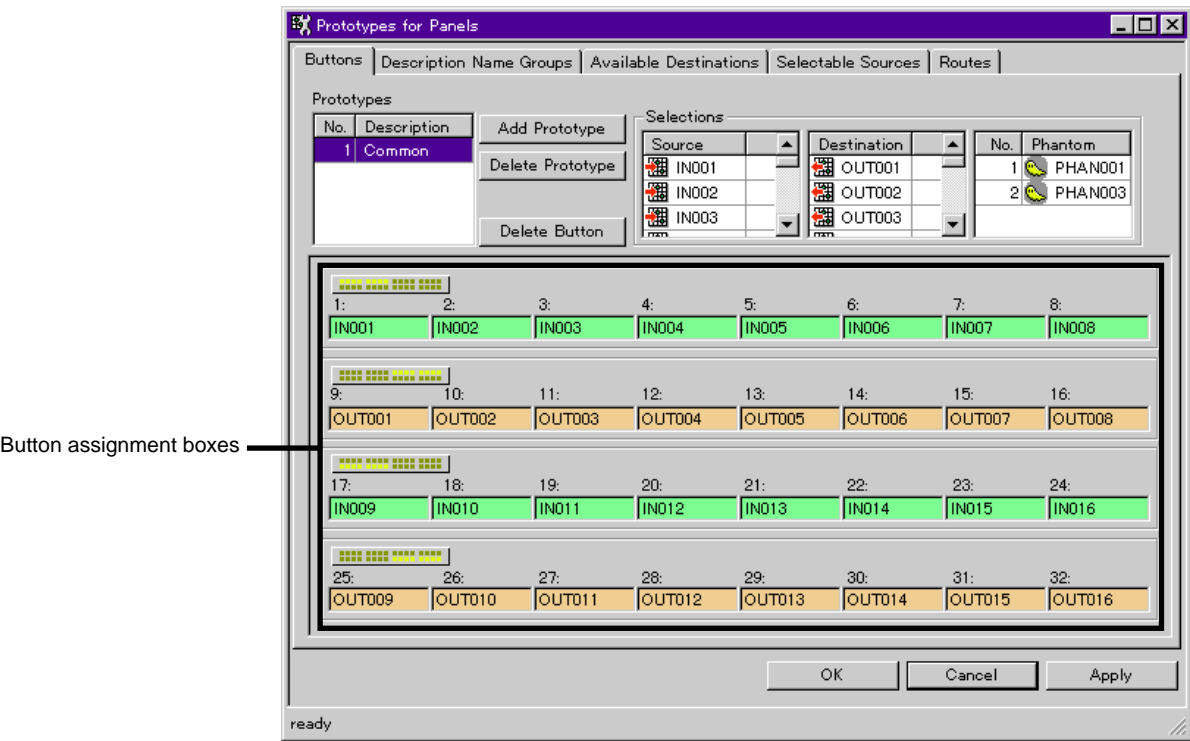 Prototypes for Panels
Buttons Description Name Groups Available Destinations Selectable Sources Routes
Prototypes
No. Description
1 Common
Add Prototype
Delete Prototype
Delete Button
Selections
Source
IN001
IN002
IN003
Destination
OUT001
OUT002
OUT003
No. Phantom
1 PHAN001
2 PHAN003
1: 2: 3: 4: 5: 6: 7: 8:
IN001 IN002 IN003 IN004 IN005 IN006 IN007 IN008
9: 10: 11: 12: 13: 14: 15: 16:
OUT001 OUT002 OUT003 OUT004 OUT005 OUT006 OUT007 OUT008
Button assignment boxes
17: 18: 19: 20: 21: 22: 23: 24:
IN009 IN010 IN011 IN012 IN013 IN014 IN015 IN016
25: 26: 27: 28: 29: 30: 31: 32:
OUT009 OUT010 OUT011 OUT012 OUT013 OUT014 OUT015 OUT016
OK Cancel Apply
ready